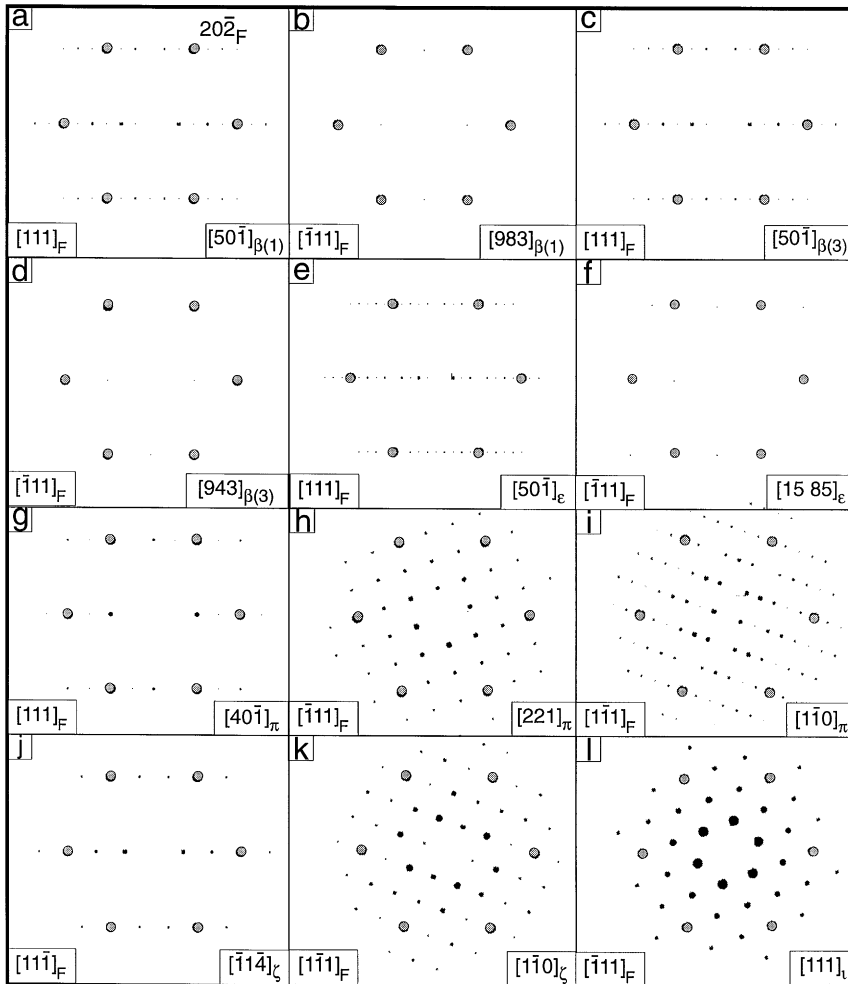 a b c
202̅F
[111]F [501̅]β(1) [1̅11]F [983]β(1) [111]F [501̅]β(3)
d e f
[1̅11]F [943]β(3) [111]F [501̅]ε [1̅11]F [15 85]ε
g h i
[111]F [401̅]π [1̅11]F [221]π [11̅1]F [11̅0]π
j k l
[111̅]F [1̅14̅]ζ [11̅1]F [11̅0]ζ [1̅11]F [111]ι